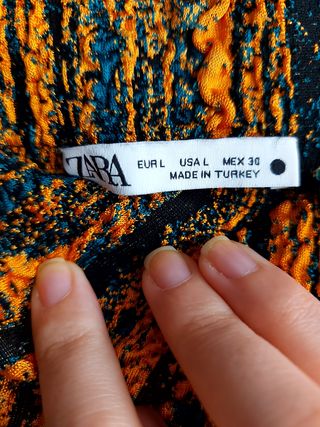 ZARA EUR L USA L MEX 30
MADE IN TURKEY